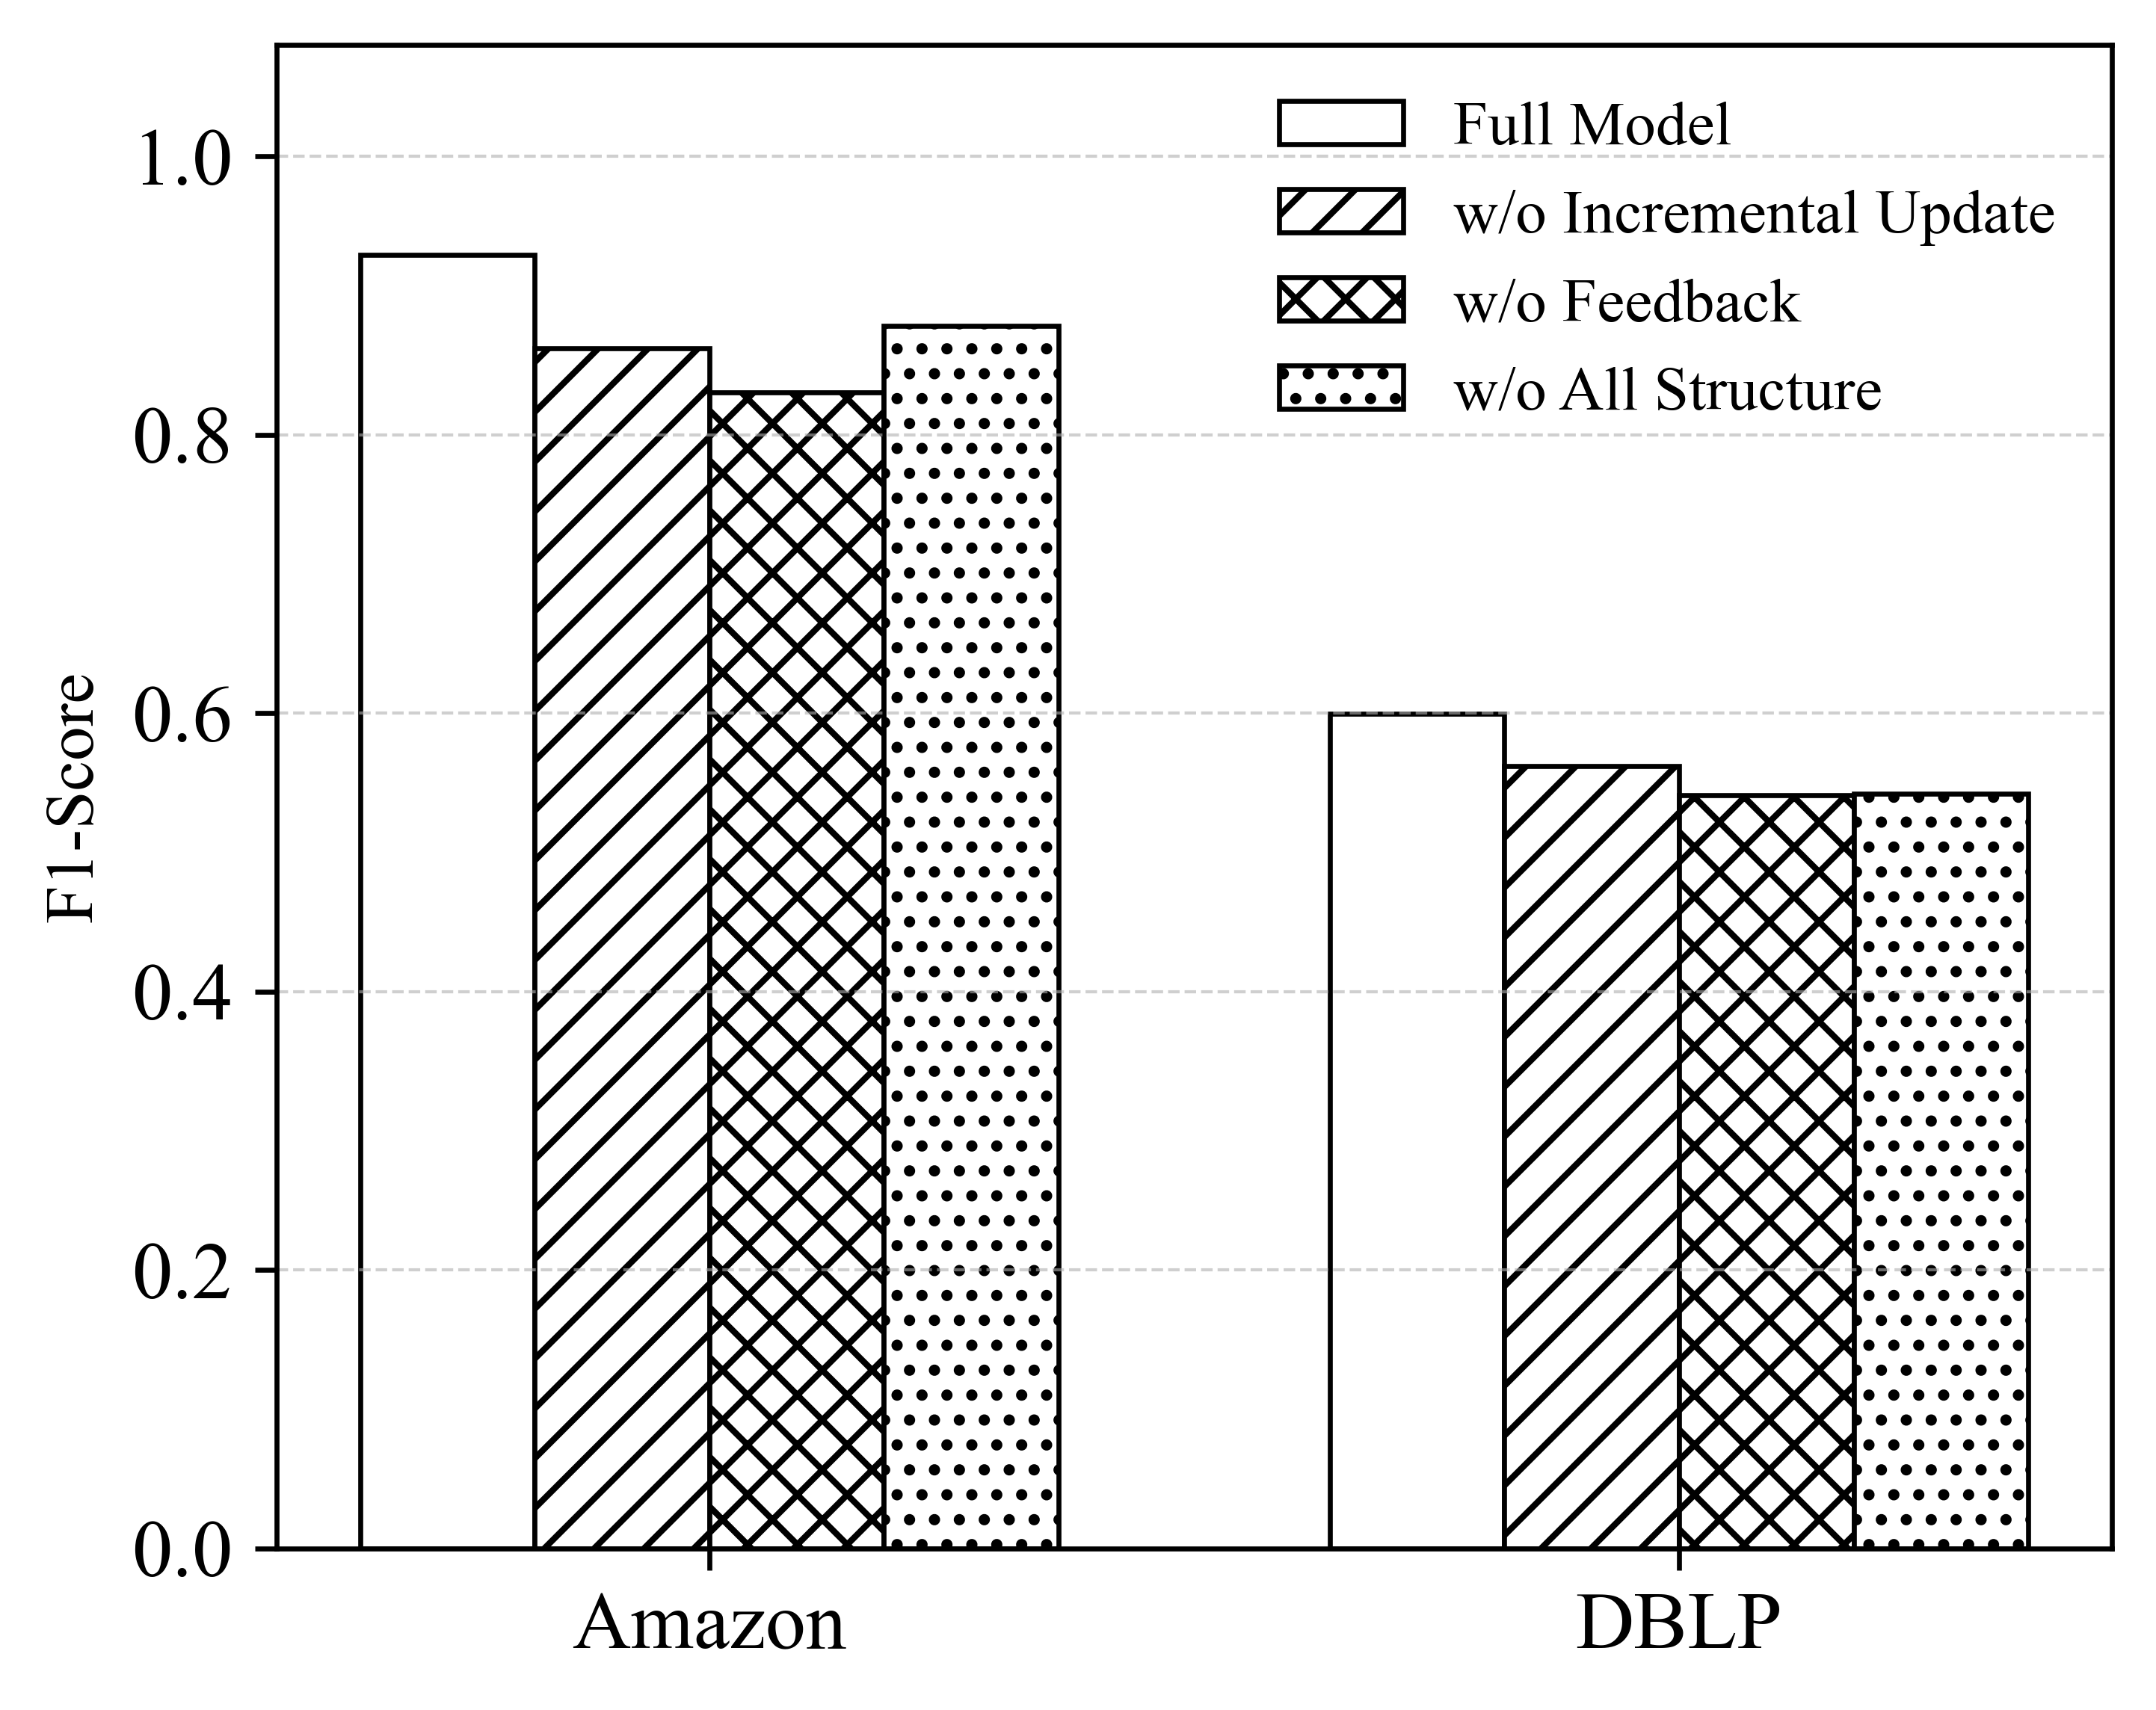 Full Model
1.0
w/o Incremental Update
w/o Feedback
w/o All Structure
0.8
0.6
F1-Score
0.4
0.2
0.0
Amazon DBLP